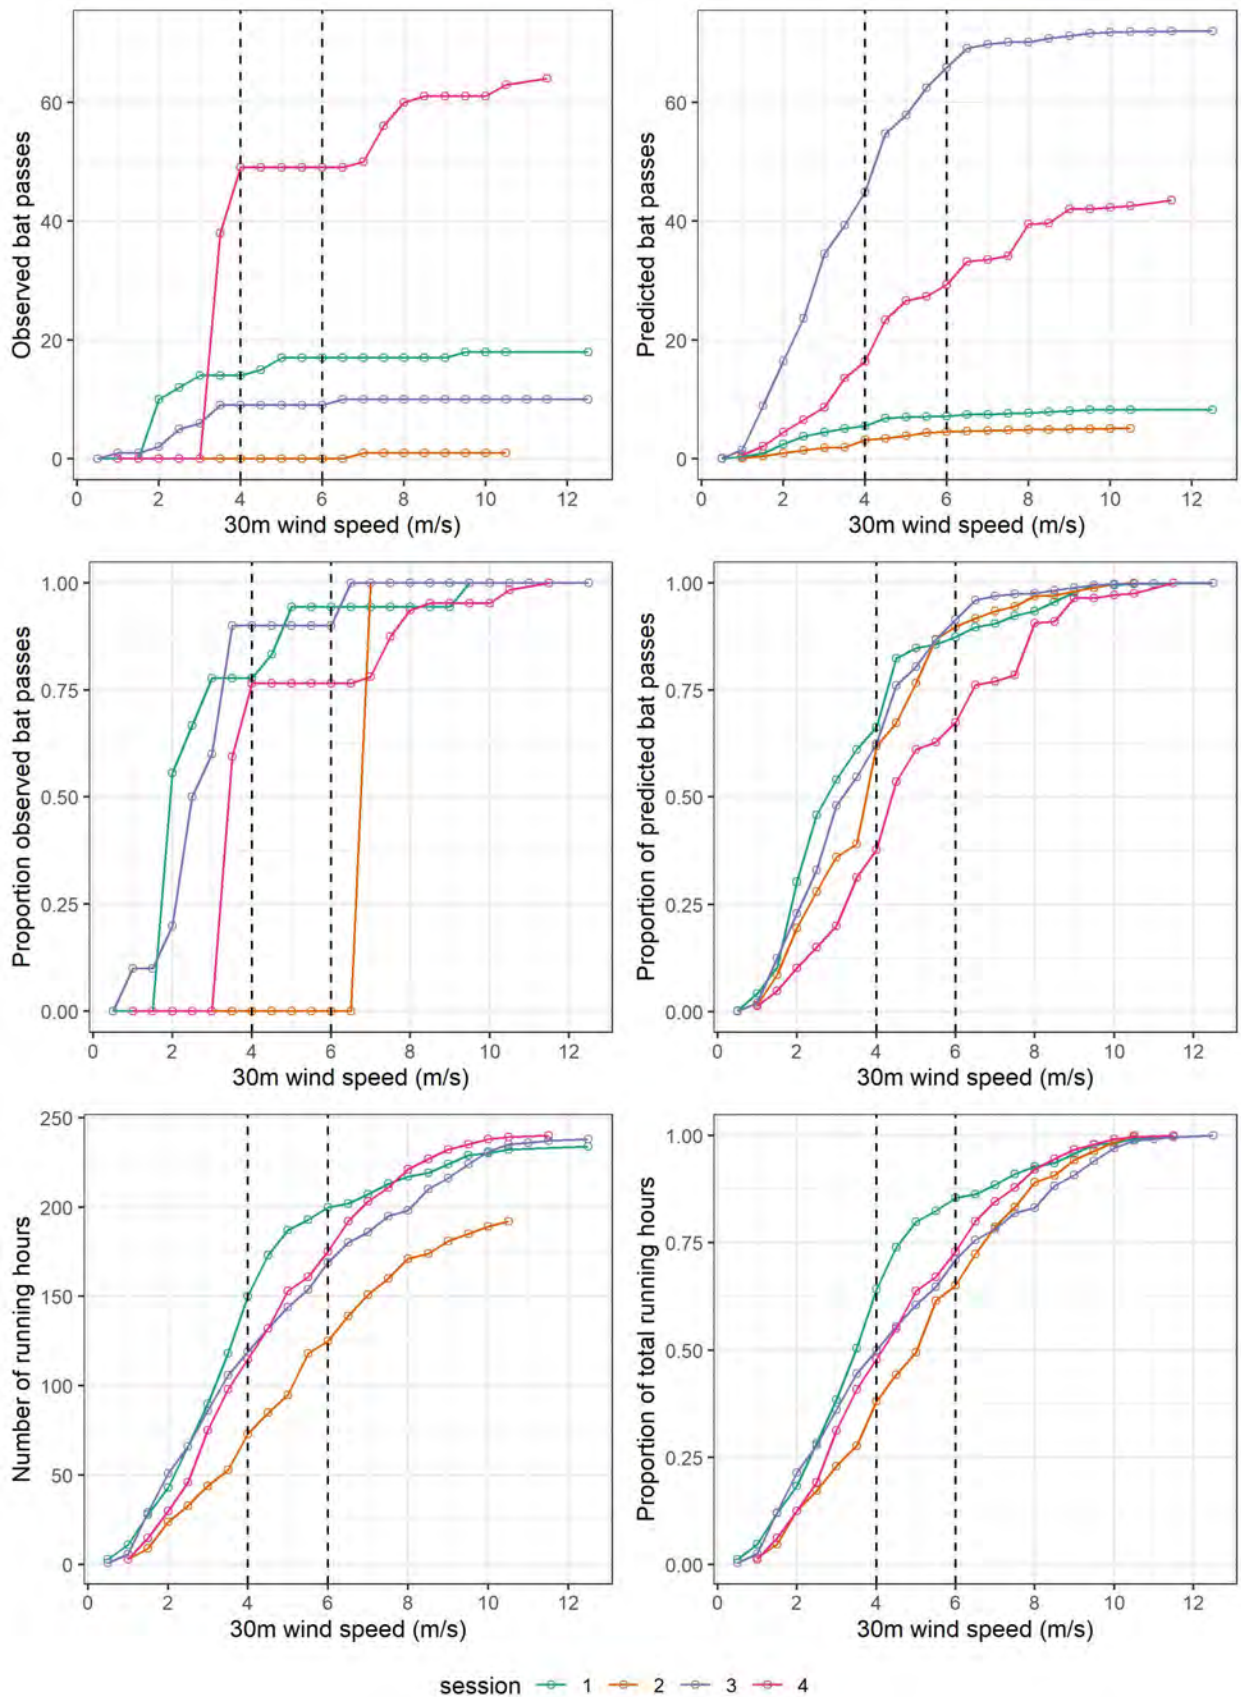 Observed bat passes
60
40
20
0
0 2 4 6 8 10 12
30m wind speed (m/s)
Predicted bat passes
60
40
20
0
0 2 4 6 8 10 12
30m wind speed (m/s)
Proportion observed bat passes
1.00
0.75
0.50
0.25
0.00
0 2 4 6 8 10 12
30m wind speed (m/s)
Proportion of predicted bat passes
1.00
0.75
0.50
0.25
0.00
0 2 4 6 8 10 12
30m wind speed (m/s)
Number of running hours
250
200
150
100
50
0
0 2 4 6 8 10 12
30m wind speed (m/s)
Proportion of total running hours
1.00
0.75
0.50
0.25
0.00
0 2 4 6 8 10 12
30m wind speed (m/s)
session 1 2 3 4